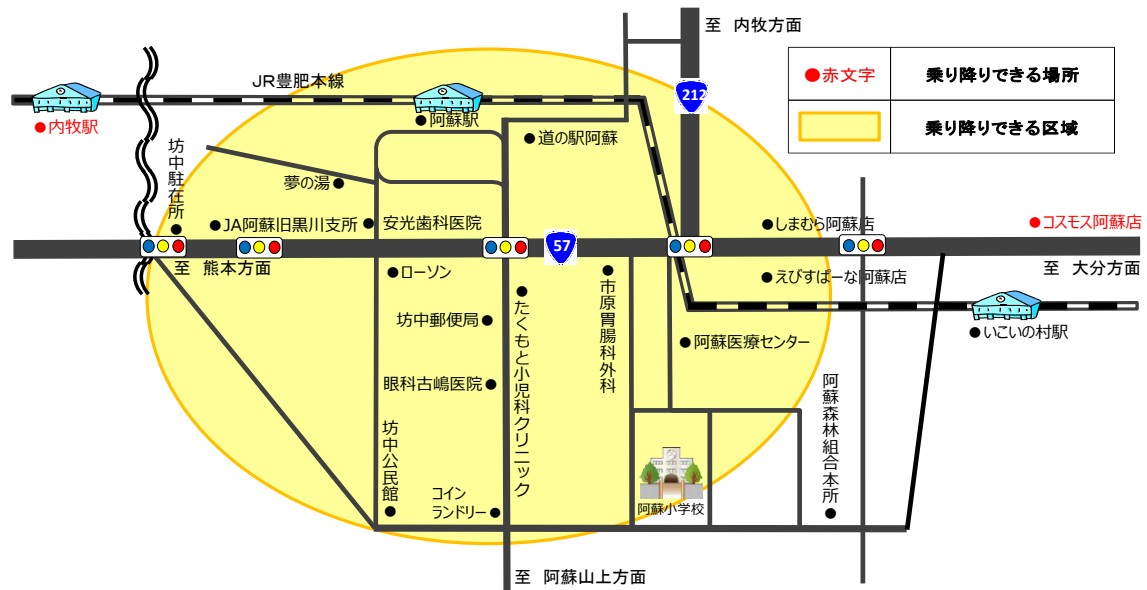 至 内牧方面
212
●赤文字
乗り降りできる場所
乗り降りできる区域
JR豊肥本線
●内牧駅
●阿蘇駅
●道の駅阿蘇
坊中駐在所
夢の湯●
●JA阿蘇旧黒川支所
●安光歯科医院
●しまむら阿蘇店
●コスモス阿蘇店
57
至 熊本方面
至 大分方面
●ローソン
●市原胃腸科外科
●えびすぱーな阿蘇店
●たくもと小児科クリニック
坊中郵便局●
●阿蘇医療センター
●いこいの村駅
眼科古嶋医院●
阿蘇森林組合本所
坊中公民館
コイン
ランドリー●
阿蘇小学校
至 阿蘇山上方面